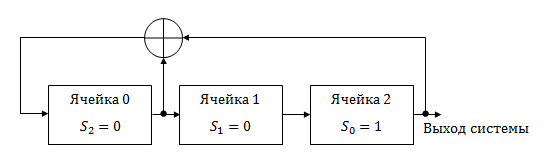 Ячейка 0
S₂ = 0
Ячейка 1
S₁ = 0
Ячейка 2
S₀ = 1
Выход системы